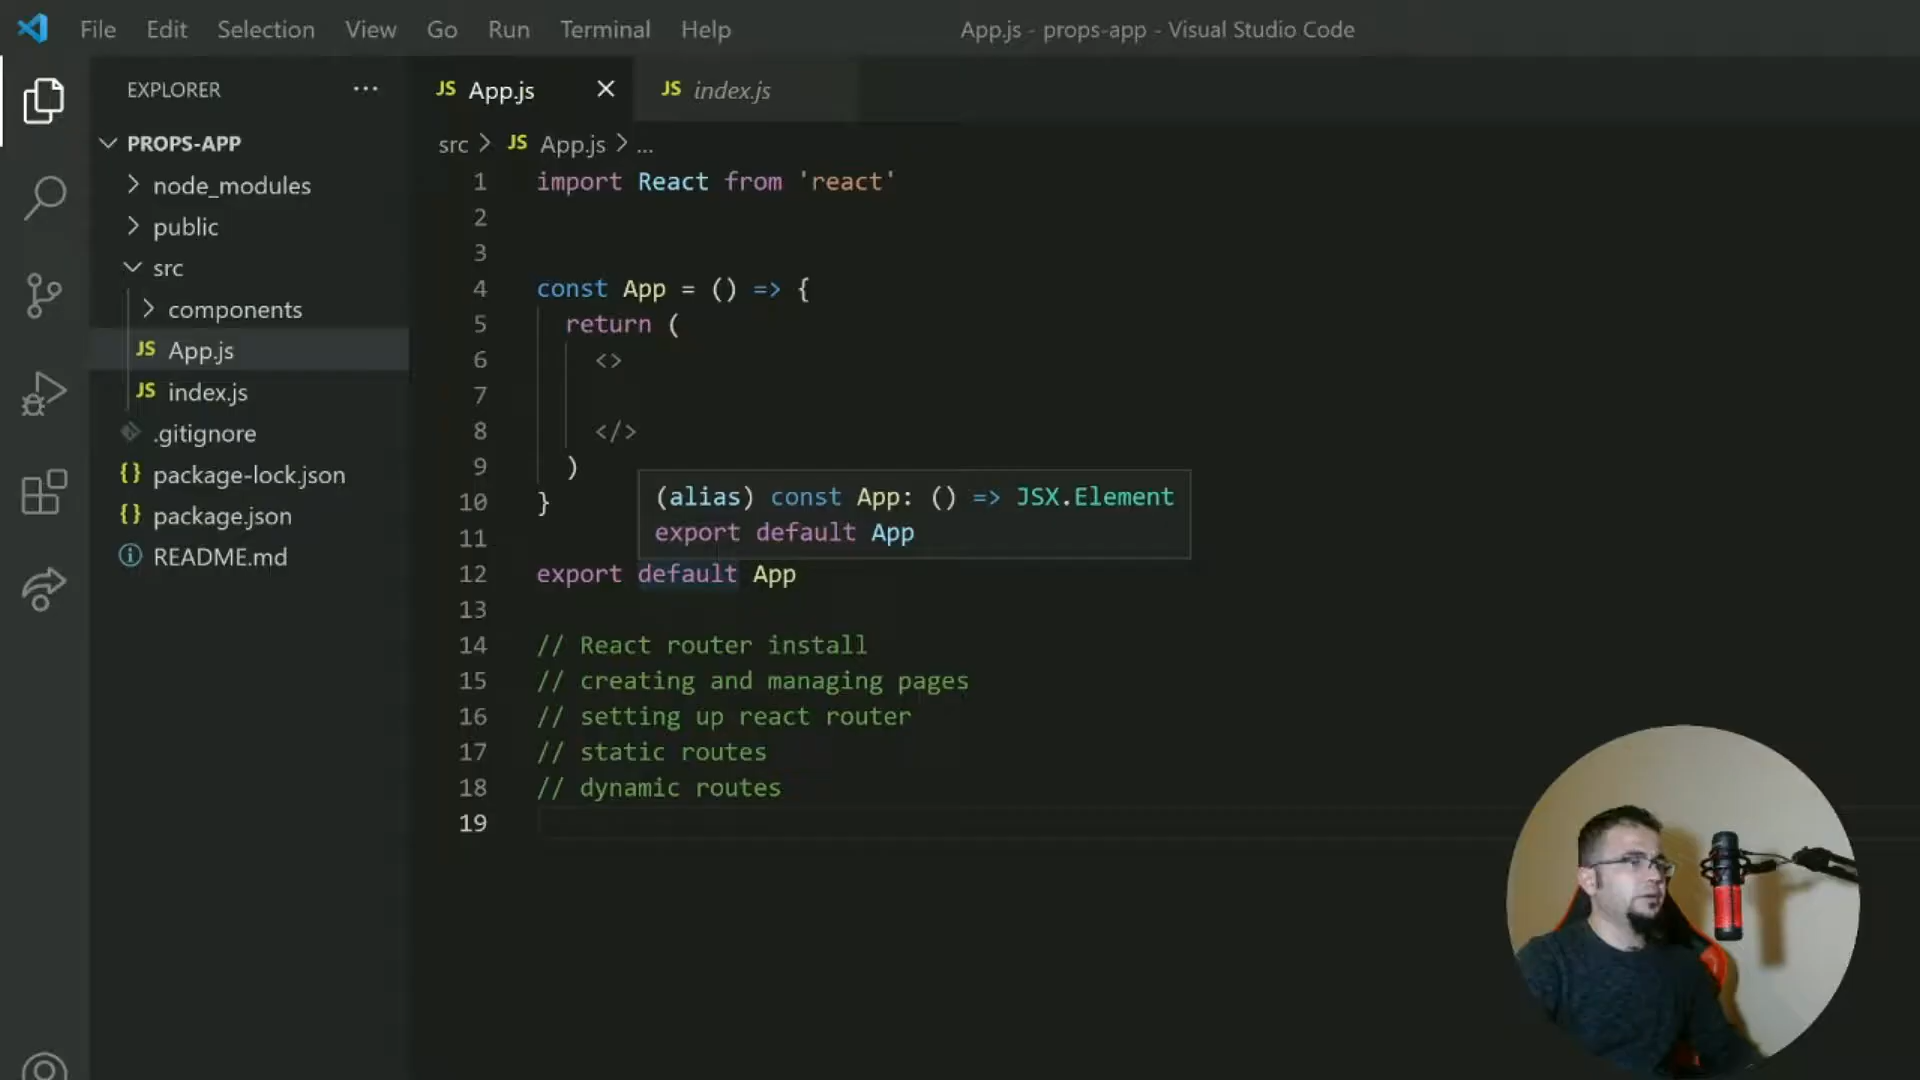 File Edit Selection View Go Run Terminal Help
App.js - props-app - Visual Studio Code
EXPLORER ...
PROPS-APP
node_modules
public
src
components
JS App.js
JS index.js
.gitignore
{} package-lock.json
{} package.json
README.md
JS App.js
JS index.js
src > JS App.js > ...
1 import React from 'react'
2
3
4 const App = () => {
5 return (
6 <>
7
8 </>
9 )
10 }
11
12 export default App
13
14 // React router install
15 // creating and managing pages
16 // setting up react router
17 // static routes
18 // dynamic routes
19
(alias) const App: () => JSX.Element
export default App